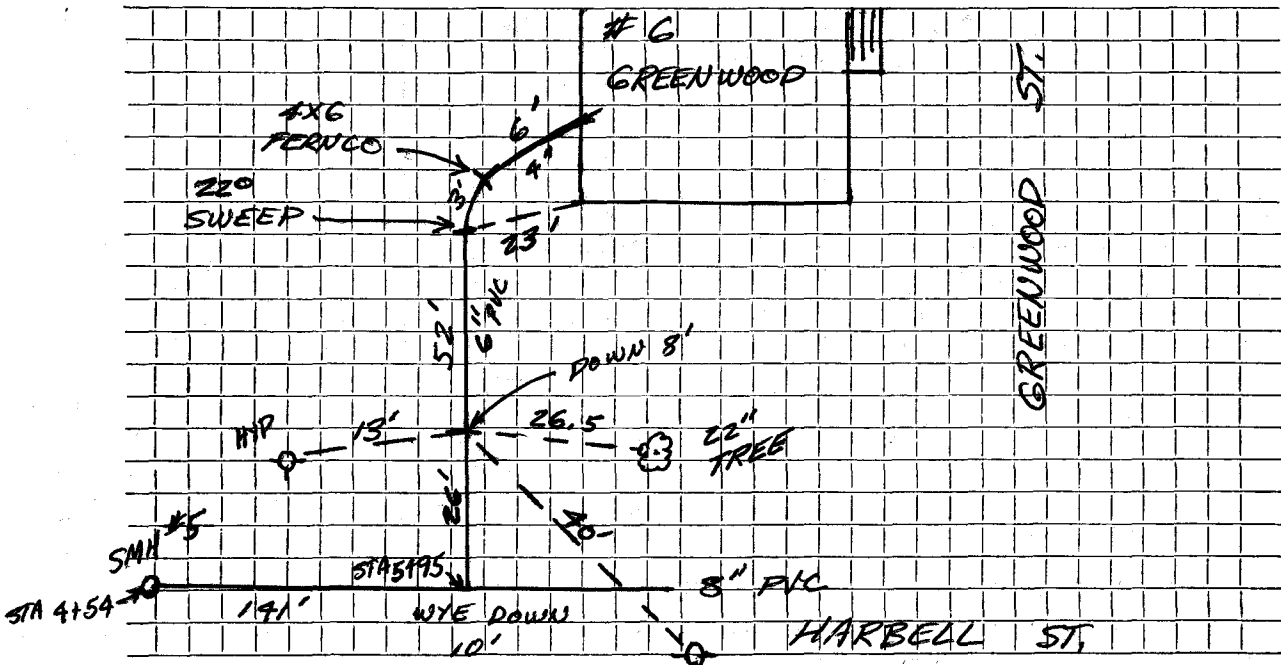 # 6
GREENWOOD
GREENWOOD ST.
4X6
FERNCO
6'
4"
22°
SWEEP
3'
23'
52'
6" PVC
DOWN 8'
HYD
13'
26.5
22"
TREE
26'
40
SMH #5
STA 4+54
STA 5+95
141'
WYE DOWN
10'
8" PVC
HARBELL ST.